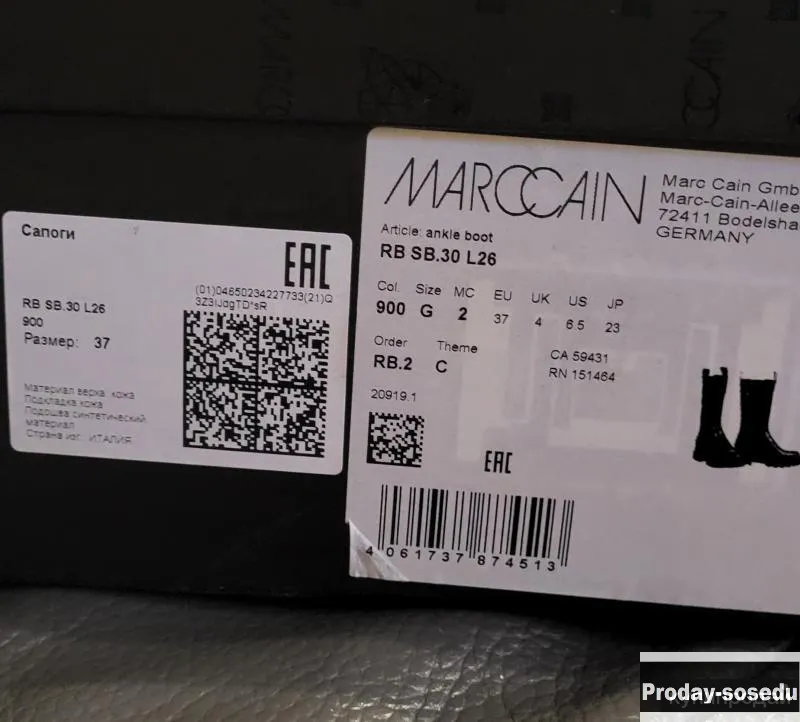 Сапоги
EAC
(01)04650234227733(21)Q
3Z3IJdgTD*sR
RB SB.30 L26
900
Размер: 37
Материал верха: кожа
Подкладка кожа
Подошва синтетический
материал
Страна изг.: ИТАЛИЯ
MARCCAIN
Marc Cain Gmb
Marc-Cain-Allee
72411 Bodelsha
GERMANY
Article: ankle boot
RB SB.30 L26
Col. Size MC EU UK US JP
900 G 2 37 4 6.5 23
Order Theme
RB.2 C
CA 59431
RN 151464
20919.1
EAC
4 061737 874513
Proday-sosedu